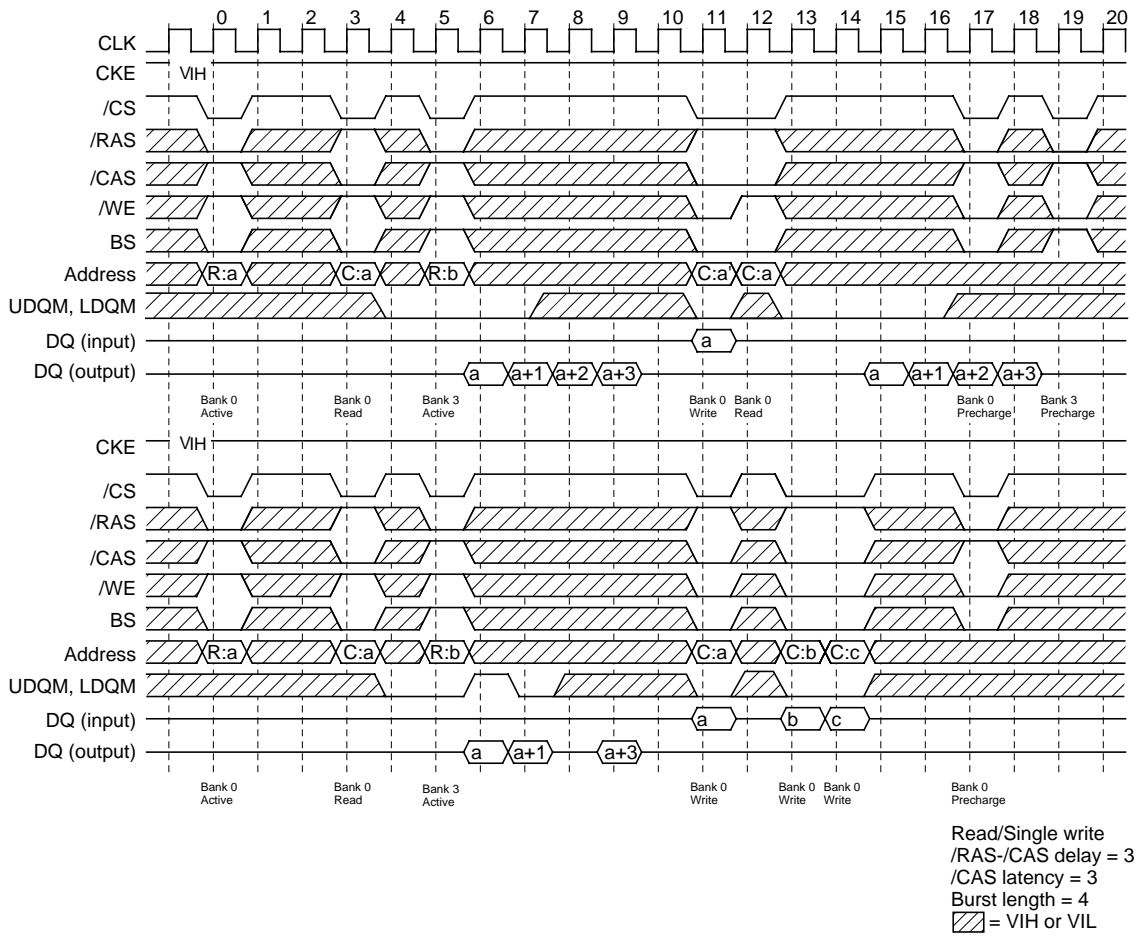 0 1 2 3 4 5 6 7 8 9 10 11 12 13 14 15 16 17 18 19 20
CLK
CKE VIH
/CS
/RAS
/CAS
/WE
BS
Address R:a C:a R:b C:a' C:a
UDQM, LDQM
DQ (input) a
DQ (output) a a+1 a+2 a+3 a a+1 a+2 a+3
Bank 0 Bank 0 Bank 3 Bank 0 Bank 0 Bank 0 Bank 3
Active Read Active Write Read Precharge Precharge
CKE VIH
/CS
/RAS
/CAS
/WE
BS
Address R:a C:a R:b C:a C:b C:c
UDQM, LDQM
DQ (input) a b c
DQ (output) a a+1 a+3
Bank 0 Bank 0 Bank 3 Bank 0 Bank 0 Bank 0 Bank 0
Active Read Active Write Write Write Precharge
Read/Single write
/RAS-/CAS delay = 3
/CAS latency = 3
Burst length = 4
= VIH or VIL